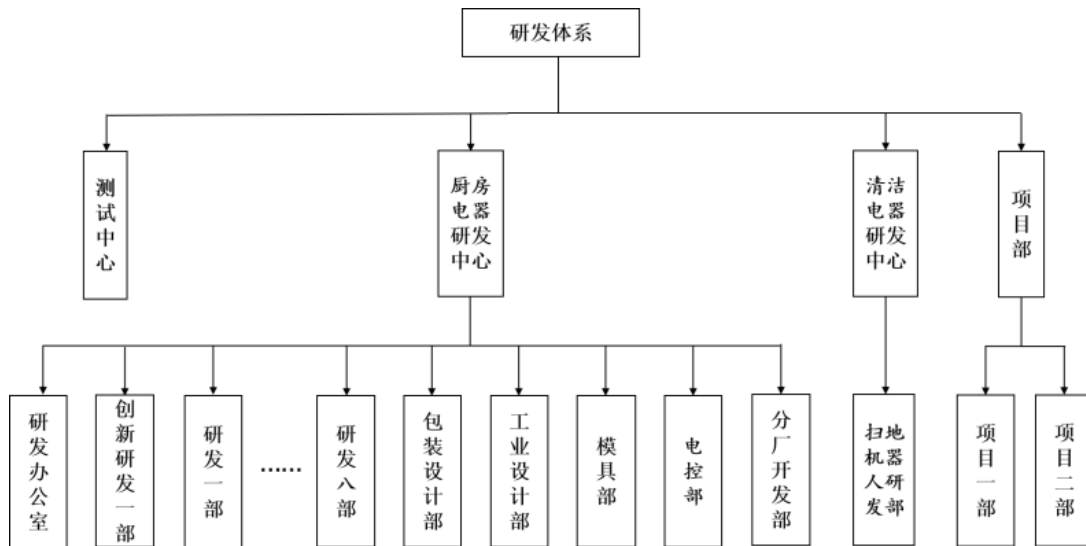 研发体系
测试中心
厨房电器研发中心
清洁电器研发中心
项目部
研发办公室
创新研发一部
研发一部
……
研发八部
包装设计部
工业设计部
模具部
电控部
分厂开发部
扫地机器人研发部
项目一部
项目二部